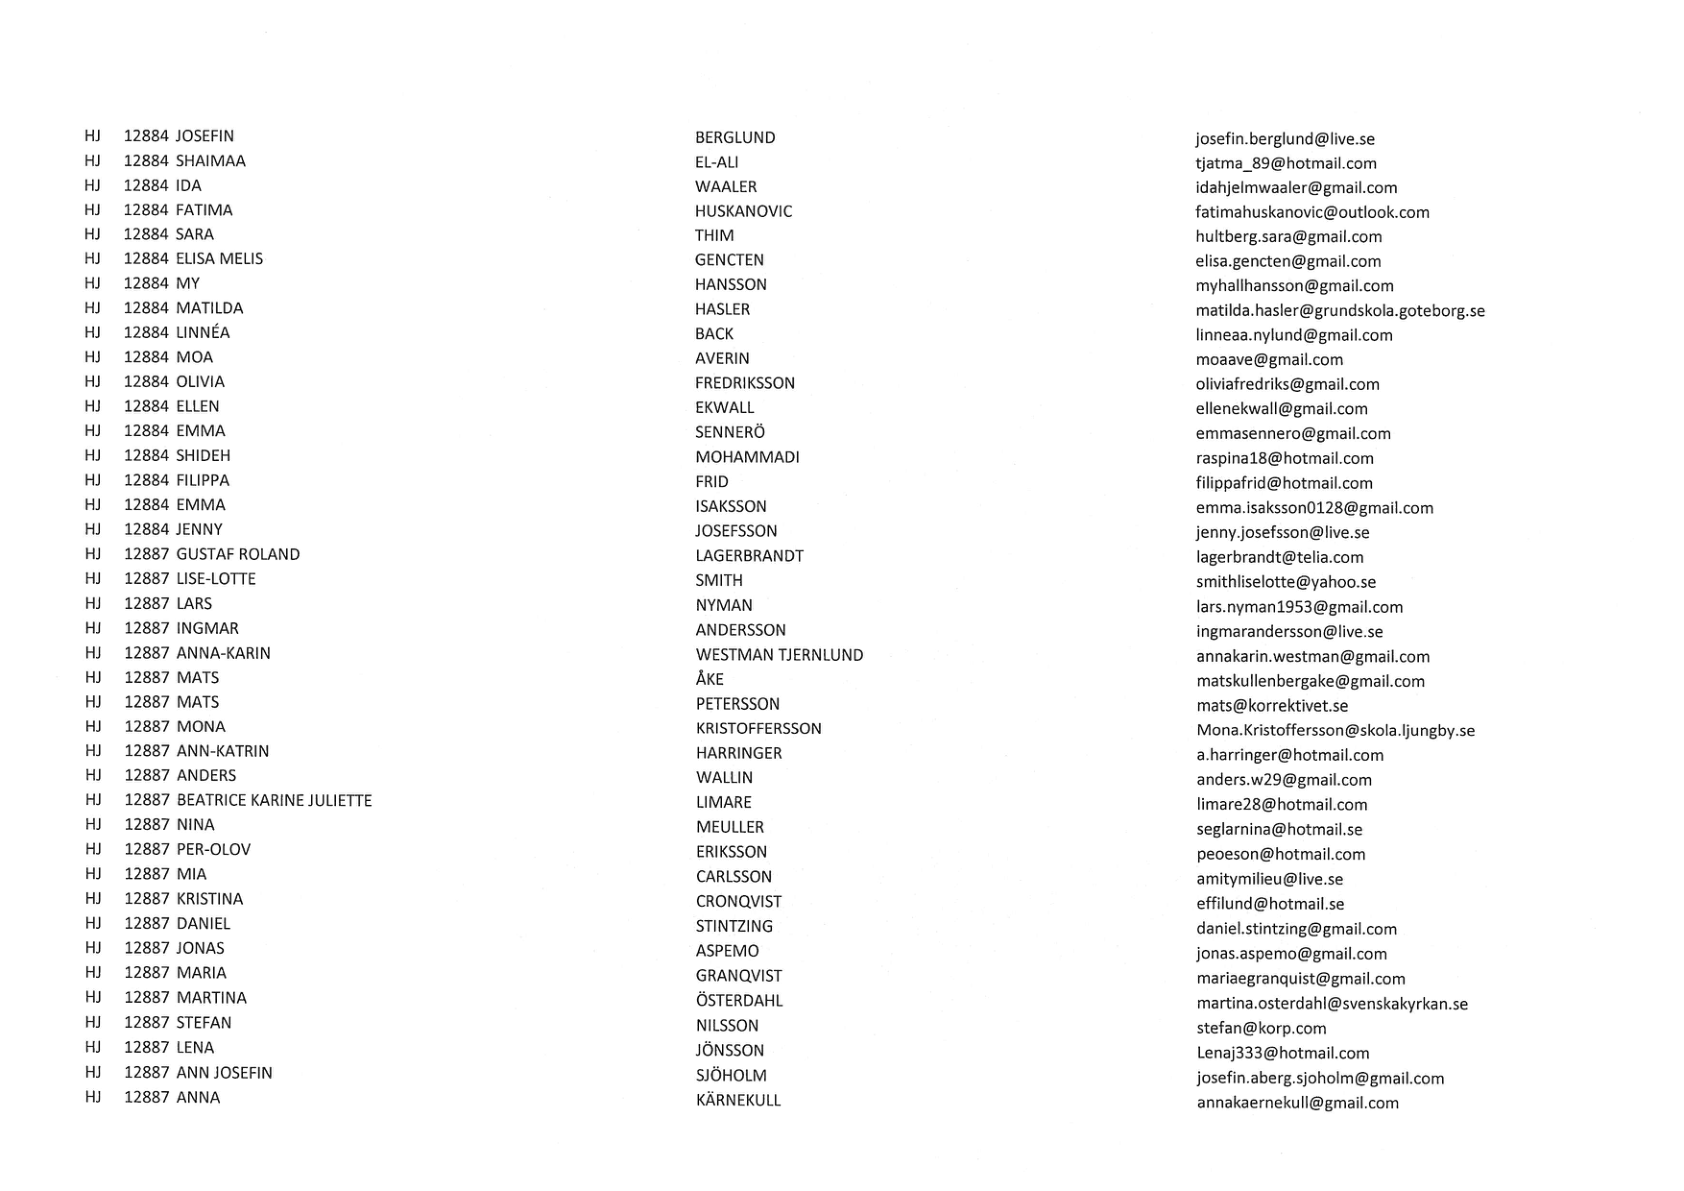 HJ 12884 JOSEFIN BERGLUND josefin.berglund@live.se
HJ 12884 SHAIMAA EL-ALI tjatma_89@hotmail.com
HJ 12884 IDA WAALER idahjelmwaaler@gmail.com
HJ 12884 FATIMA HUSKANOVIC fatimahuskanovic@outlook.com
HJ 12884 SARA THIM hultberg.sara@gmail.com
HJ 12884 ELISA MELIS GENCTEN elisa.gencten@gmail.com
HJ 12884 MY HANSSON myhallhansson@gmail.com
HJ 12884 MATILDA HASLER matilda.hasler@grundskola.goteborg.se
HJ 12884 LINNÉA BACK linneaa.nylund@gmail.com
HJ 12884 MOA AVERIN moaave@gmail.com
HJ 12884 OLIVIA FREDRIKSSON oliviafredriks@gmail.com
HJ 12884 ELLEN EKWALL ellenekwall@gmail.com
HJ 12884 EMMA SENNERÖ emmasennero@gmail.com
HJ 12884 SHIDEH MOHAMMADI raspina18@hotmail.com
HJ 12884 FILIPPA FRID filippafrid@hotmail.com
HJ 12884 EMMA ISAKSSON emma.isaksson0128@gmail.com
HJ 12884 JENNY JOSEFSSON jenny.josefsson@live.se
HJ 12887 GUSTAF ROLAND LAGERBRANDT lagerbrandt@telia.com
HJ 12887 LISE-LOTTE SMITH smithliselotte@yahoo.se
HJ 12887 LARS NYMAN lars.nyman1953@gmail.com
HJ 12887 INGMAR ANDERSSON ingmarandersson@live.se
HJ 12887 ANNA-KARIN WESTMAN TJERNLUND annakarin.westman@gmail.com
HJ 12887 MATS ÅKE matskullenbergake@gmail.com
HJ 12887 MATS PETERSSON mats@korrektivet.se
HJ 12887 MONA KRISTOFFERSSON Mona.Kristoffersson@skola.ljungby.se
HJ 12887 ANN-KATRIN HARRINGER a.harringer@hotmail.com
HJ 12887 ANDERS WALLIN anders.w29@gmail.com
HJ 12887 BEATRICE KARINE JULIETTE LIMARE limare28@hotmail.com
HJ 12887 NINA MEULLER seglarnina@hotmail.se
HJ 12887 PER-OLOV ERIKSSON peoeson@hotmail.com
HJ 12887 MIA CARLSSON amitymilieu@live.se
HJ 12887 KRISTINA CRONQVIST effilund@hotmail.se
HJ 12887 DANIEL STINTZING daniel.stintzing@gmail.com
HJ 12887 JONAS ASPEMO jonas.aspemo@gmail.com
HJ 12887 MARIA GRANQVIST mariaegranquist@gmail.com
HJ 12887 MARTINA ÖSTERDAHL martina.osterdahl@svenskakyrkan.se
HJ 12887 STEFAN NILSSON stefan@korp.com
HJ 12887 LENA JÖNSSON Lenaj333@hotmail.com
HJ 12887 ANN JOSEFIN SJÖHOLM josefin.aberg.sjoholm@gmail.com
HJ 12887 ANNA KÄRNEKULL annakaernekull@gmail.com